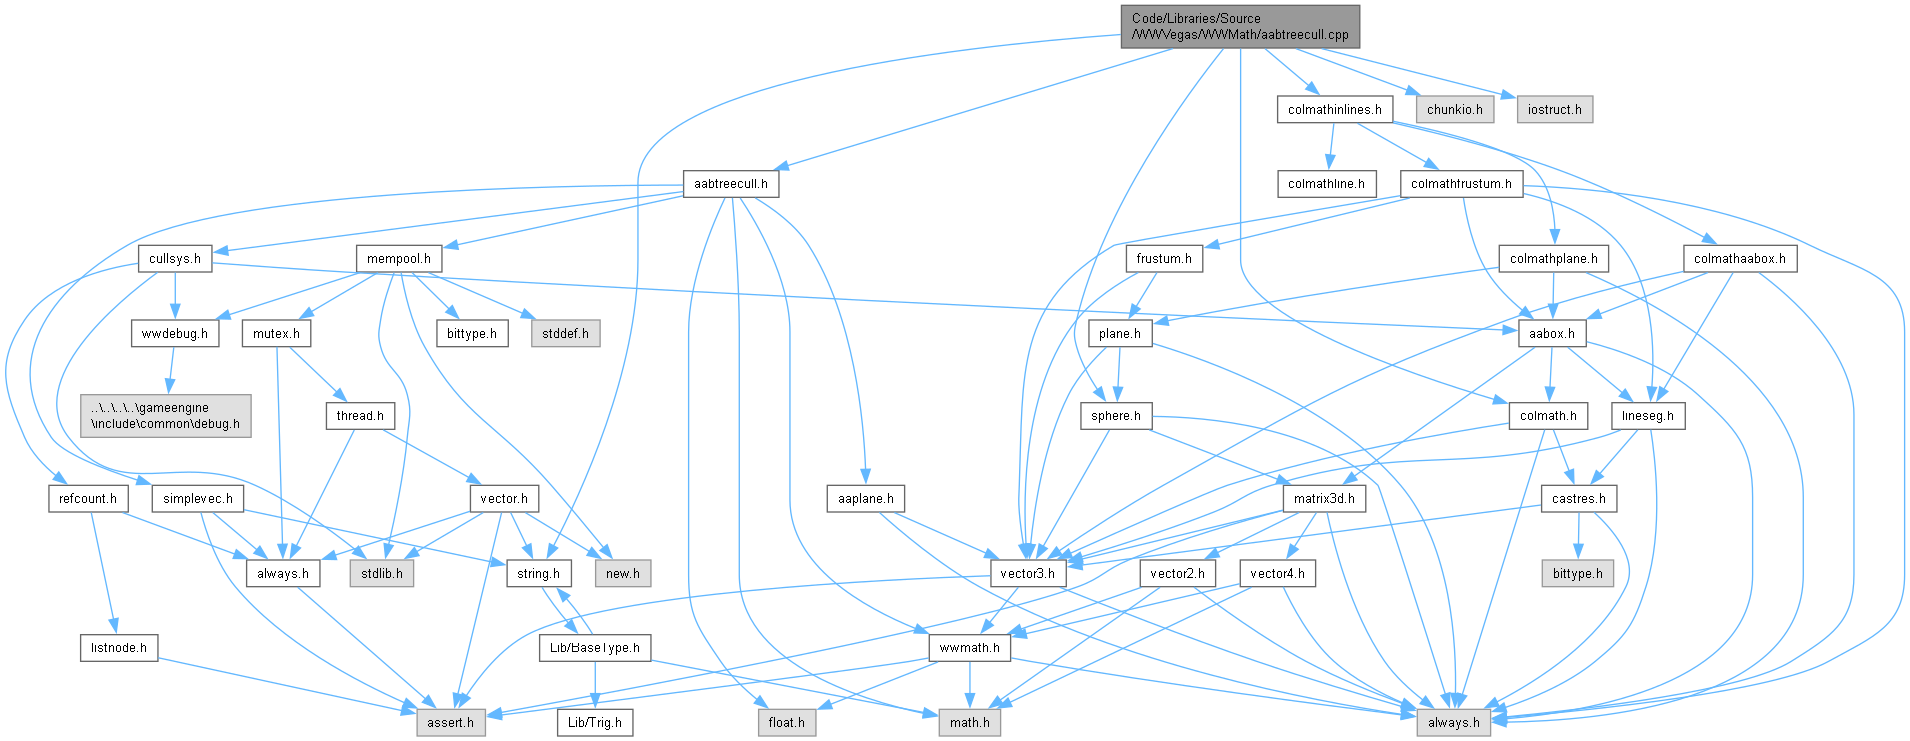 Code/Libraries/Source
/WWVegas/WWMath/aabtreecull.cpp
colmathinlines.h
chunkio.h
iostruct.h
aabtreecull.h
colmathline.h
colmathfrustum.h
cullsys.h
mempool.h
frustum.h
colmathplane.h
colmathaabox.h
wwdebug.h
mutex.h
bittype.h
stddef.h
plane.h
aabox.h
..\..\..\..\gameengine
\include\common\debug.h
thread.h
sphere.h
colmath.h
lineseg.h
refcount.h
simplevec.h
vector.h
aaplane.h
matrix3d.h
castres.h
always.h
stdlib.h
string.h
new.h
vector3.h
vector2.h
vector4.h
bittype.h
listnode.h
Lib/BaseType.h
wwmath.h
assert.h
Lib/Trig.h
float.h
math.h
always.h